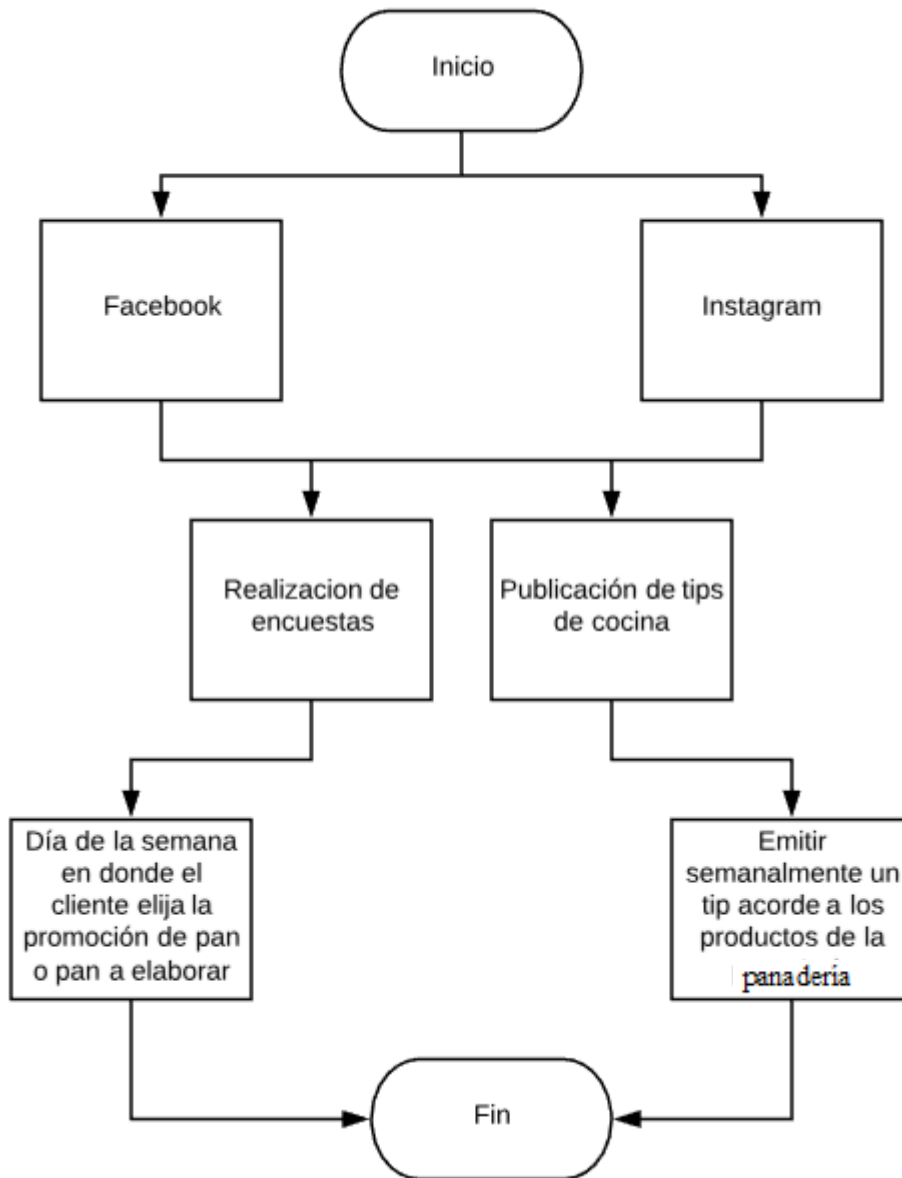 Inicio
Facebook
Instagram
Realizacion de
encuestas
Publicación de tips
de cocina
Día de la semana
en donde el
cliente elija la
promoción de pan
o pan a elaborar
Emitir
semanalmente un
tip acorde a los
productos de la
panadería
Fin